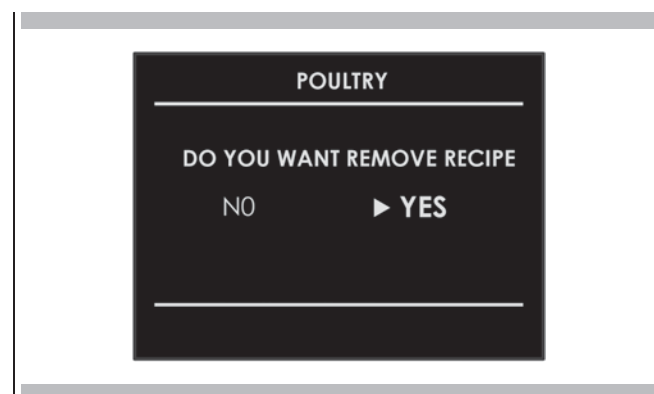 POULTRY
DO YOU WANT REMOVE RECIPE
N0 ▶ YES